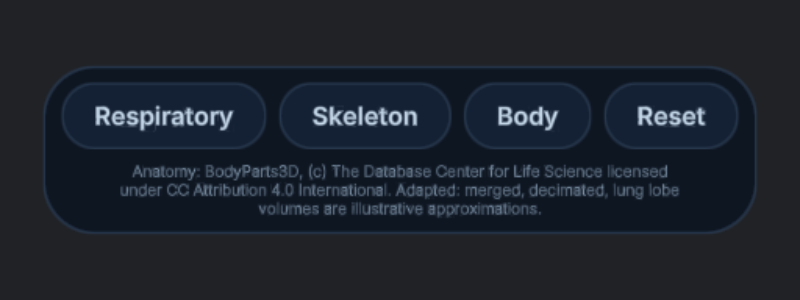 Respiratory Skeleton Body Reset
Anatomy: BodyParts3D, (c) The Database Center for Life Science licensed
under CC Attribution 4.0 International. Adapted: merged, decimated, lung lobe
volumes are illustrative approximations.